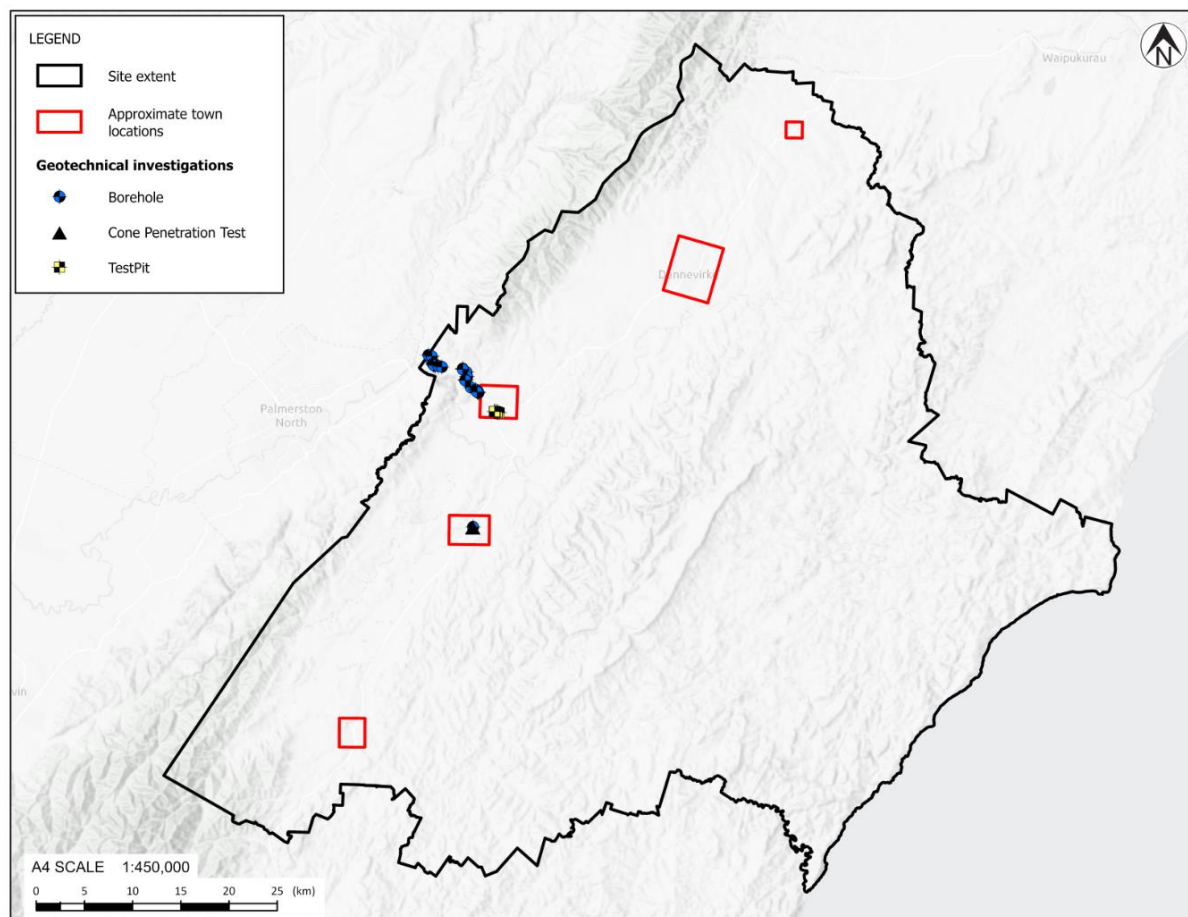 LEGEND
Site extent
Approximate town
locations
Geotechnical investigations
Borehole
Cone Penetration Test
TestPit
N
Waipukurau
Dannevirke
Palmerston
North
vin
A4 SCALE 1:450,000
0 5 10 15 20 25 (km)